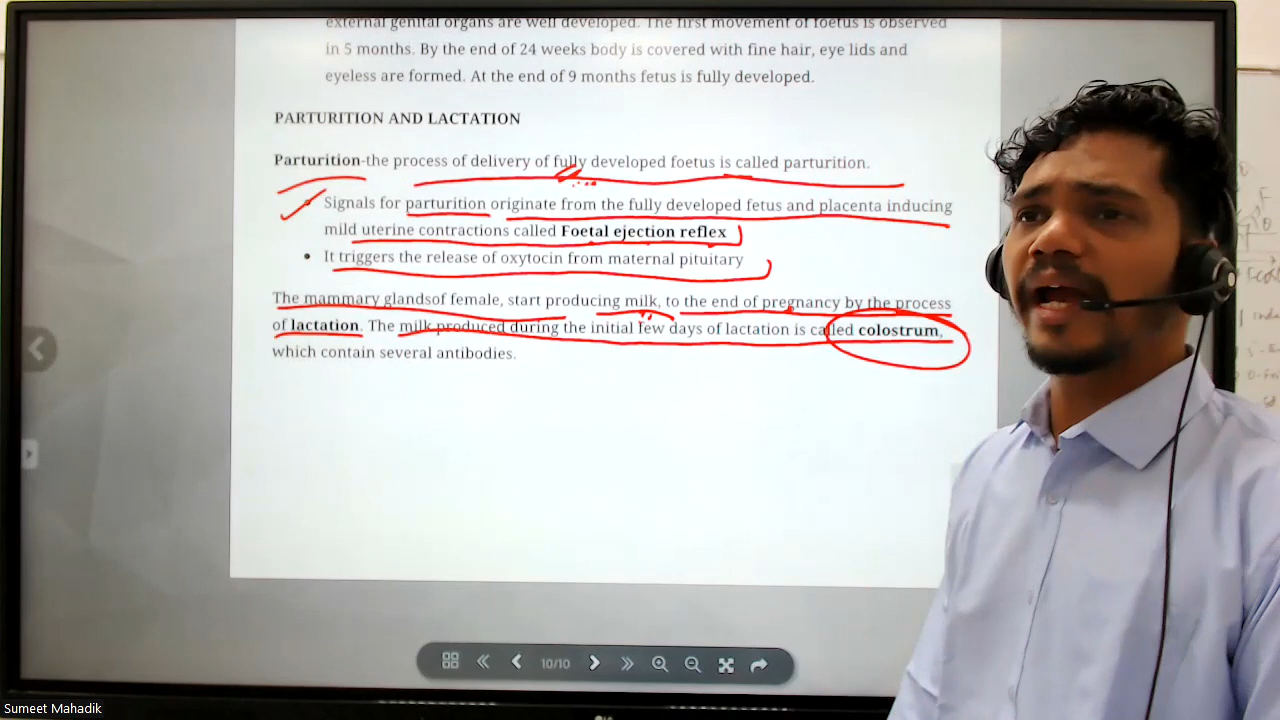 external genital organs are well developed. The first movement of foetus is observed
in 5 months. By the end of 24 weeks body is covered with fine hair, eye lids and
eyeless are formed. At the end of 9 months fetus is fully developed.
PARTURITION AND LACTATION
Parturition-the process of delivery of fully developed foetus is called parturition.
Signals for parturition originate from the fully developed fetus and placenta inducing
mild uterine contractions called Foetal ejection reflex
• It triggers the release of oxytocin from maternal pituitary
The mammary glandsof female, start producing milk, to the end of pregnancy by the process
of lactation. The milk produced during the initial few days of lactation is called colostrum,
which contain several antibodies.
10/10
Sumeet Mahadik